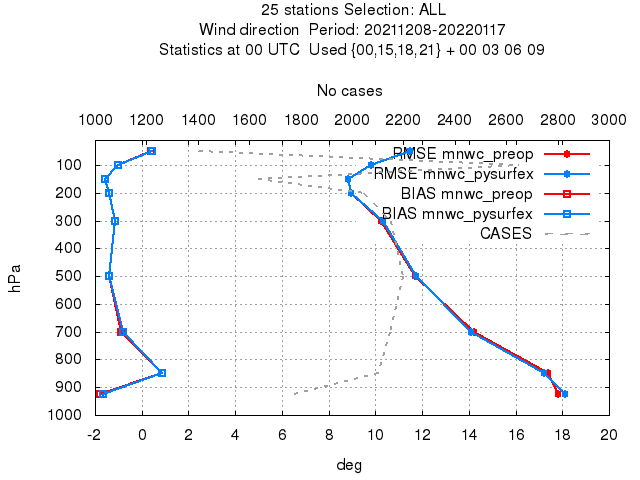 25 stations Selection: ALL
Wind direction  Period: 20211208-20220117
Statistics at 00 UTC  Used {00,15,18,21} + 00 03 06 09
No cases
1000 1200 1400 1600 1800 2000 2200 2400 2600 2800 3000
RMSE mnwc_preop
RMSE mnwc_pysurfex
BIAS mnwc_preop
BIAS mnwc_pysurfex
CASES
100
200
300
400
500
600
700
800
900
1000
hPa
-2 0 2 4 6 8 10 12 14 16 18 20
deg